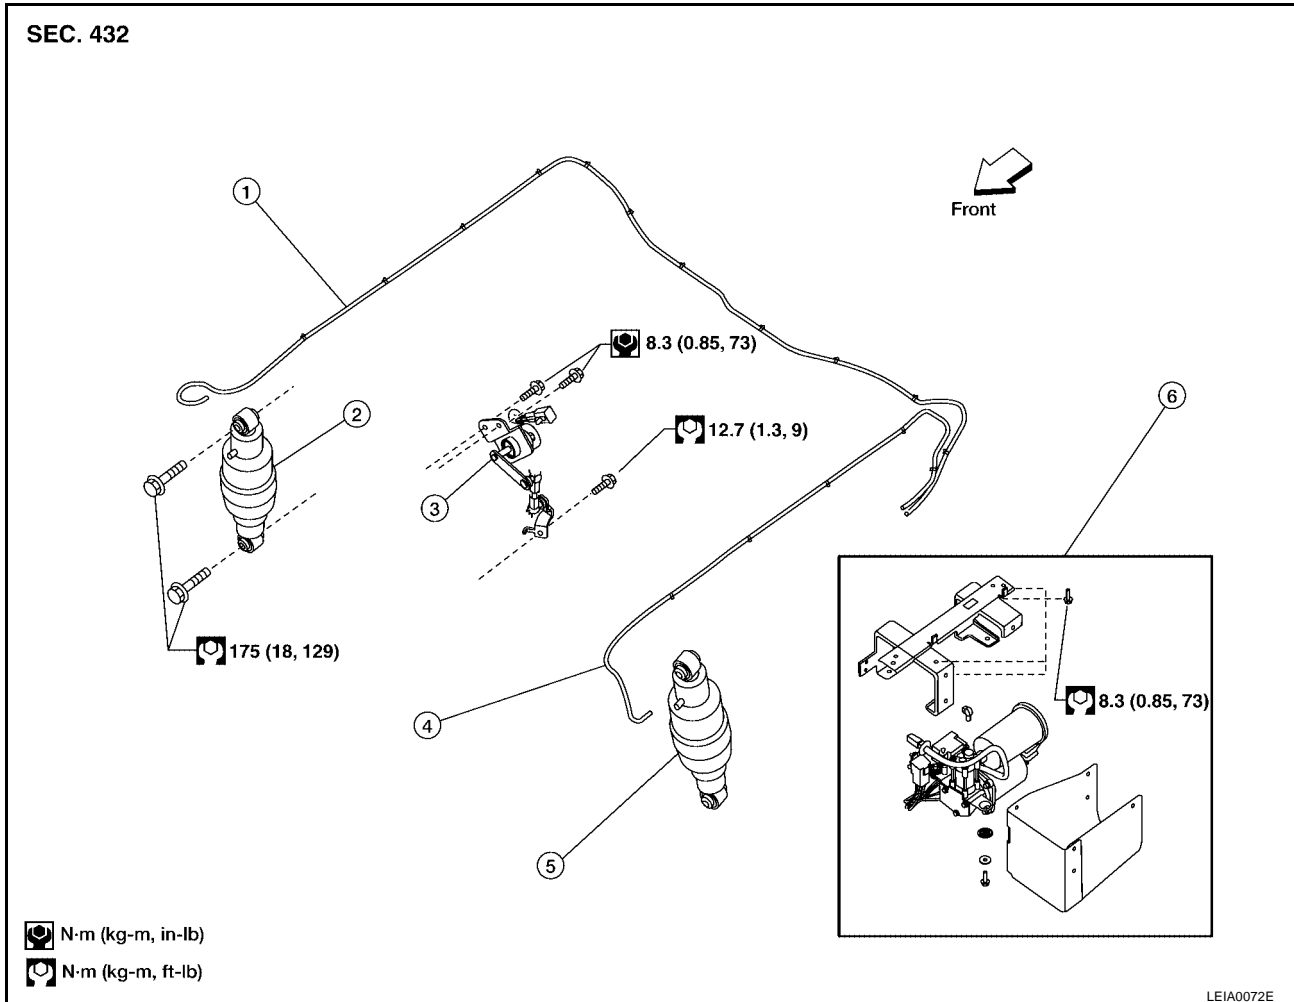 SEC. 432
1
Front
8.3 (0.85, 73)
6
2
12.7 (1.3, 9)
3
175 (18, 129)
8.3 (0.85, 73)
4
5
N·m (kg-m, in-lb)
N·m (kg-m, ft-lb)
LEIA0072E